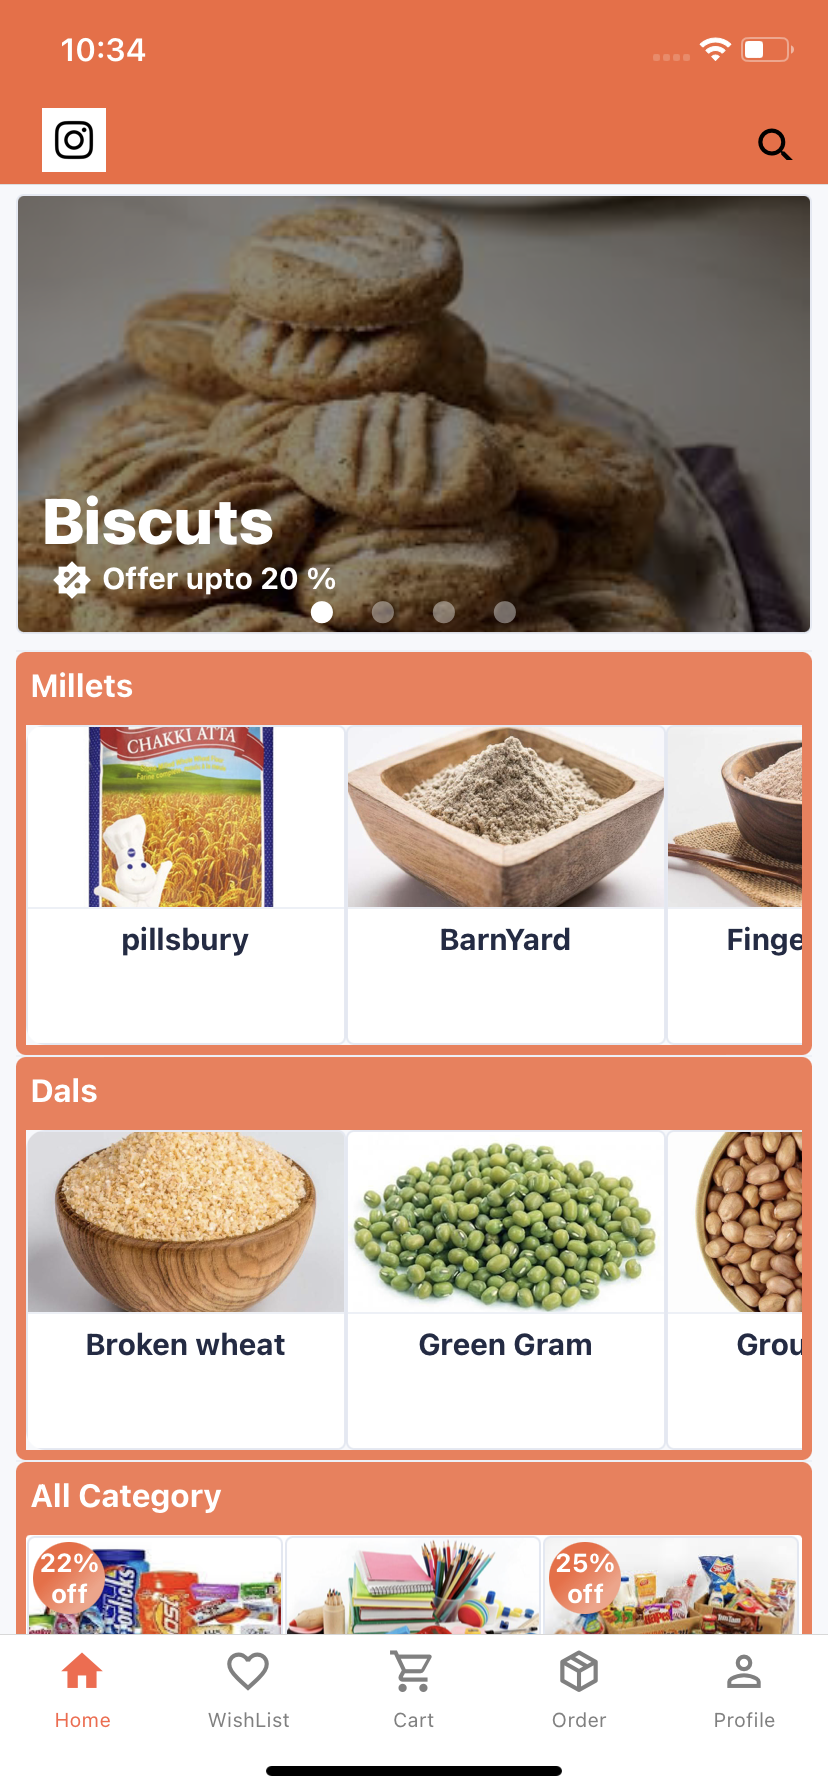 10:34
Biscuts
Offer upto 20 %
Millets
CHAKKI ATTA
pillsbury
BarnYard
Finge
Dals
Broken wheat
Green Gram
Grou
All Category
22%
off
25%
off
Home
WishList
Cart
Order
Profile